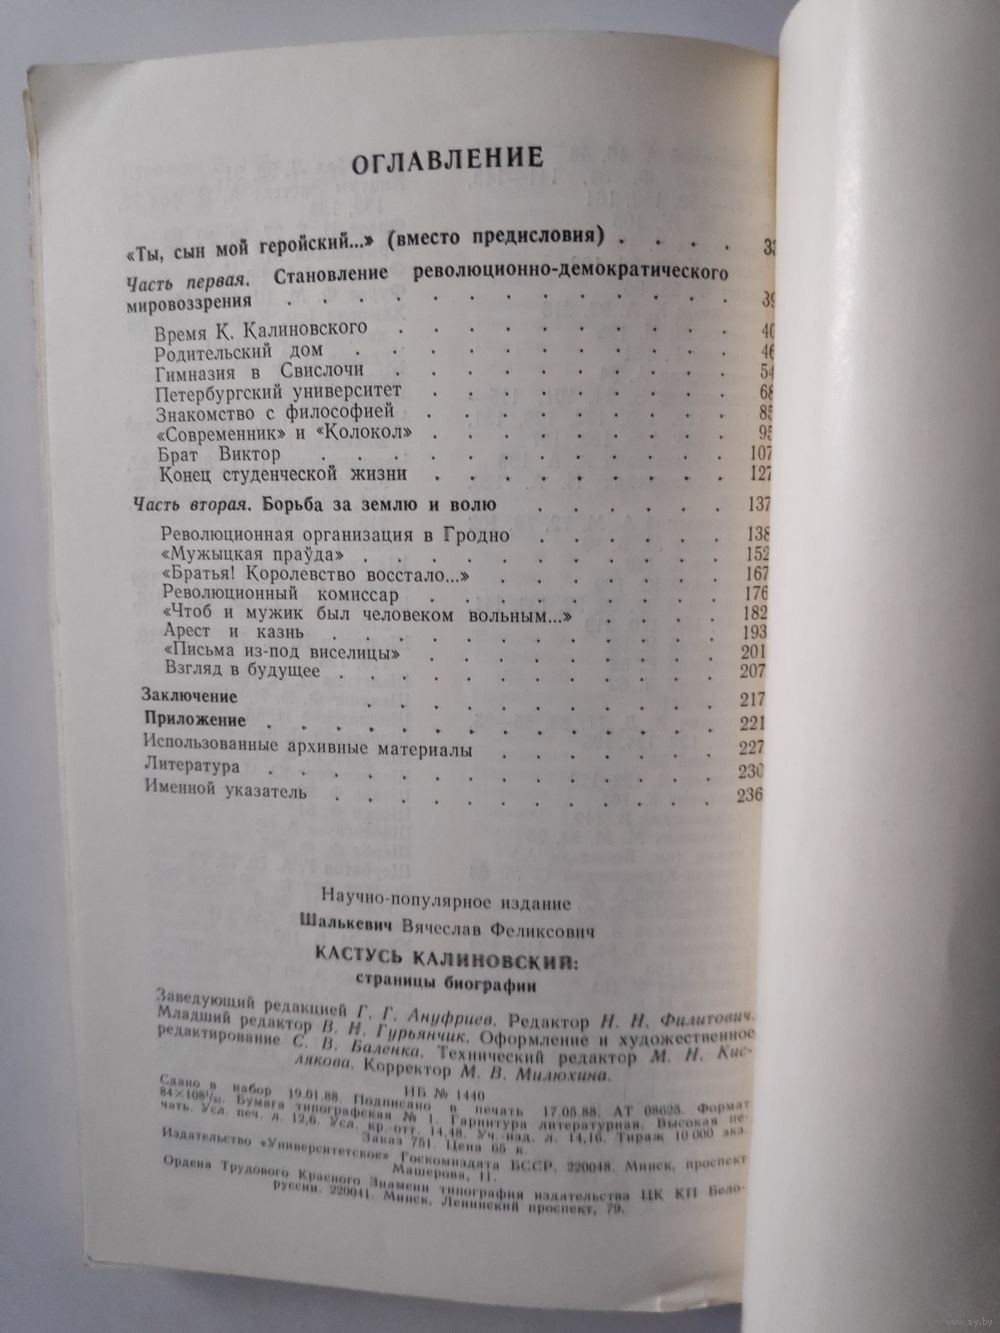 ОГЛАВЛЕНИЕ
«Ты, сын мой геройский...» (вместо предисловия) . . . . 33
Часть первая. Становление революционно-демократического
мировоззрения . . . . . . . . . . . . . 39
Время К. Калиновского . . . . . . . . . . 40
Родительский дом . . . . . . . . . . . 46
Гимназия в Свислочи . . . . . . . . . . 54
Петербургский университет . . . . . . . . . 68
Знакомство с философией . . . . . . . . . 85
«Современник» и «Колокол» . . . . . . . . . 95
Брат Виктор . . . . . . . . . . . . 107
Конец студенческой жизни . . . . . . . . . 127
Часть вторая. Борьба за землю и волю . . . . . . 137
Революционная организация в Гродно . . . . . . 138
«Мужыцкая праўда» . . . . . . . . . . . 152
«Братья! Королевство восстало...» . . . . . . . 167
Революционный комиссар . . . . . . . . . 176
«Чтоб и мужик был человеком вольным...» . . . . 182
Арест и казнь . . . . . . . . . . . 193
«Письма из-под виселицы» . . . . . . . . . 201
Взгляд в будущее . . . . . . . . . . . 207
Заключение . . . . . . . . . . 217
Приложение . . . . . . . . . . . . . 221
Использованные архивные материалы . . . . . . 227
Литература . . . . . . . . . . . . . 230
Именной указатель . . . . . . . . . . . 236
Научно-популярное издание
Шалькевич Вячеслав Феликсович
КАСТУСЬ КАЛИНОВСКИЙ:
страницы биографии
Заведующий редакцией Г. Г. Ануфриев. Редактор Н. Н. Филитович.
Младший редактор В. Н. Гурьянчик. Оформление и художественное
редактирование С. В. Баленка. Технический редактор М. Н. Кис-
лякова. Корректор М. В. Милюхина.
ИБ № 1440
Сдано в набор 19.01.88. Подписано в печать 17.05.88. АТ 08625. Формат
84×108¹/₃₂. Бумага типографская № 1. Гарнитура литературная. Высокая пе-
чать. Усл. печ. л. 12,6. Усл. кр.-отт. 14,48. Уч.-изд. л. 14,16. Тираж 10 000 экз.
Заказ 751. Цена 65 к.
Издательство «Университетское» Госкомиздата БССР, 220048. Минск, проспект
Машерова, 11.
Ордена Трудового Красного Знамени типография издательства ЦК КП Бело-
руссии. 220041. Минск, Ленинский проспект, 79.
www.ay.by